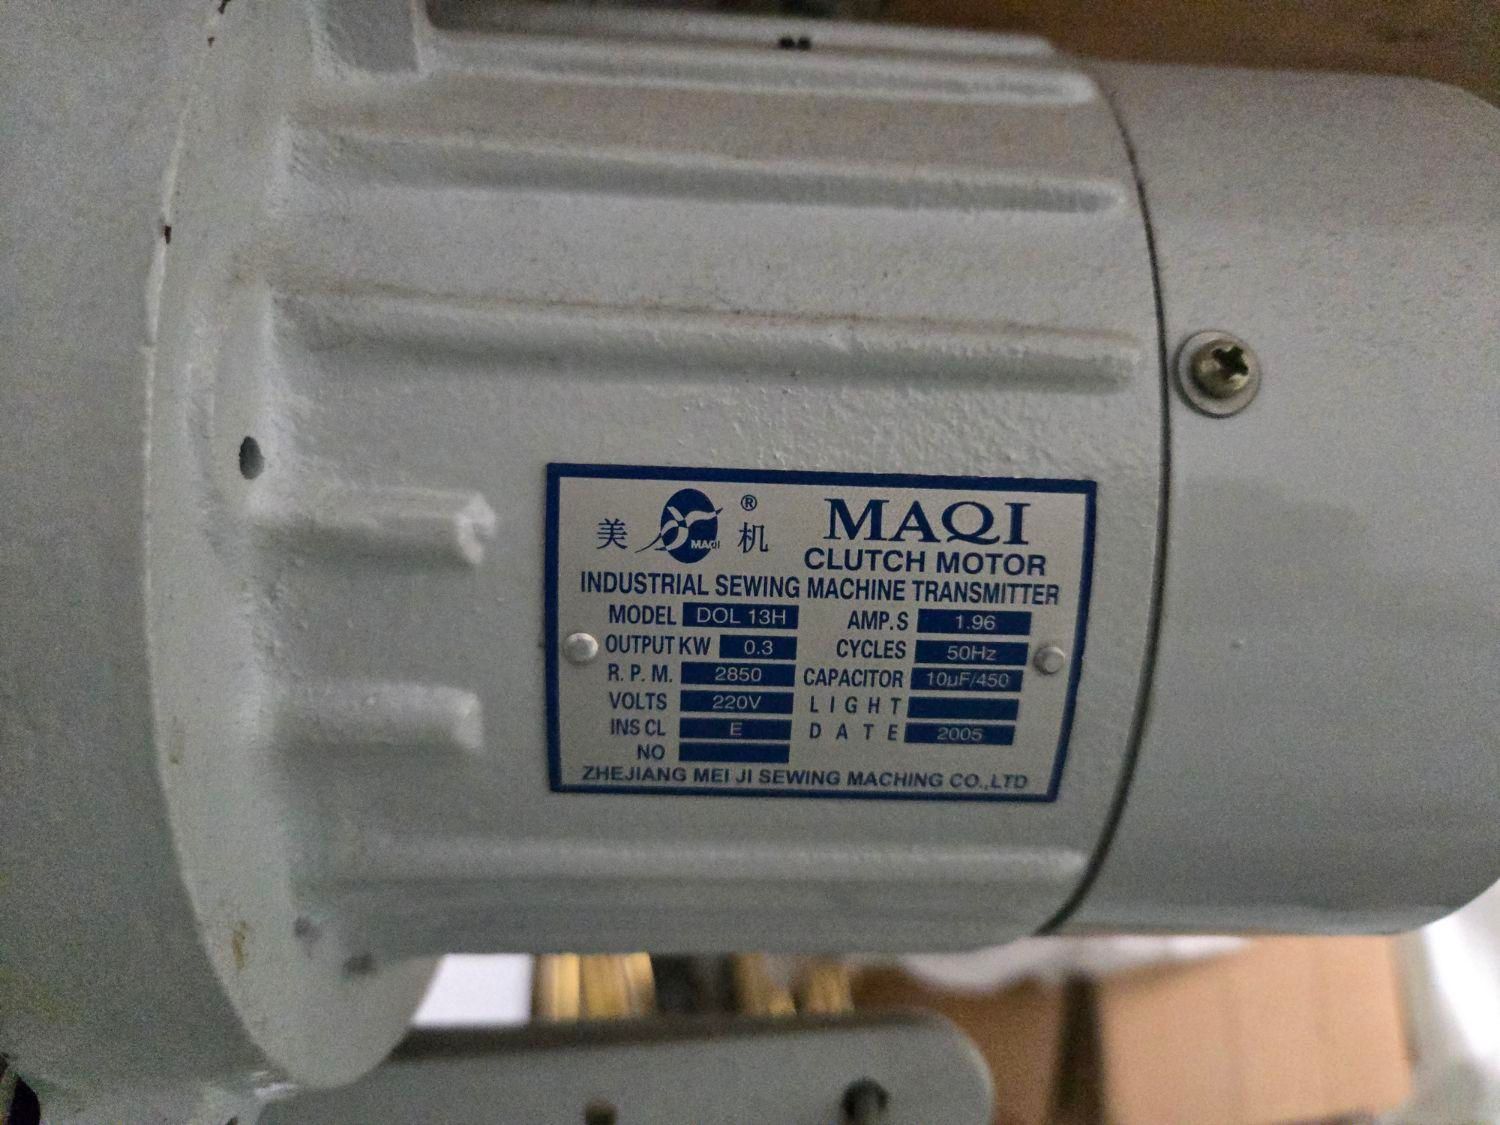 美 MAQI ® 机 MAQI
CLUTCH MOTOR
INDUSTRIAL SEWING MACHINE TRANSMITTER
MODEL DOL 13H AMP.S 1.96
OUTPUT KW 0.3 CYCLES 50Hz
R. P. M. 2850 CAPACITOR 10µF/450
VOLTS 220V LIGHT
INS CL E DATE 2005
NO
ZHEJIANG MEI JI SEWING MACHING CO.,LTD